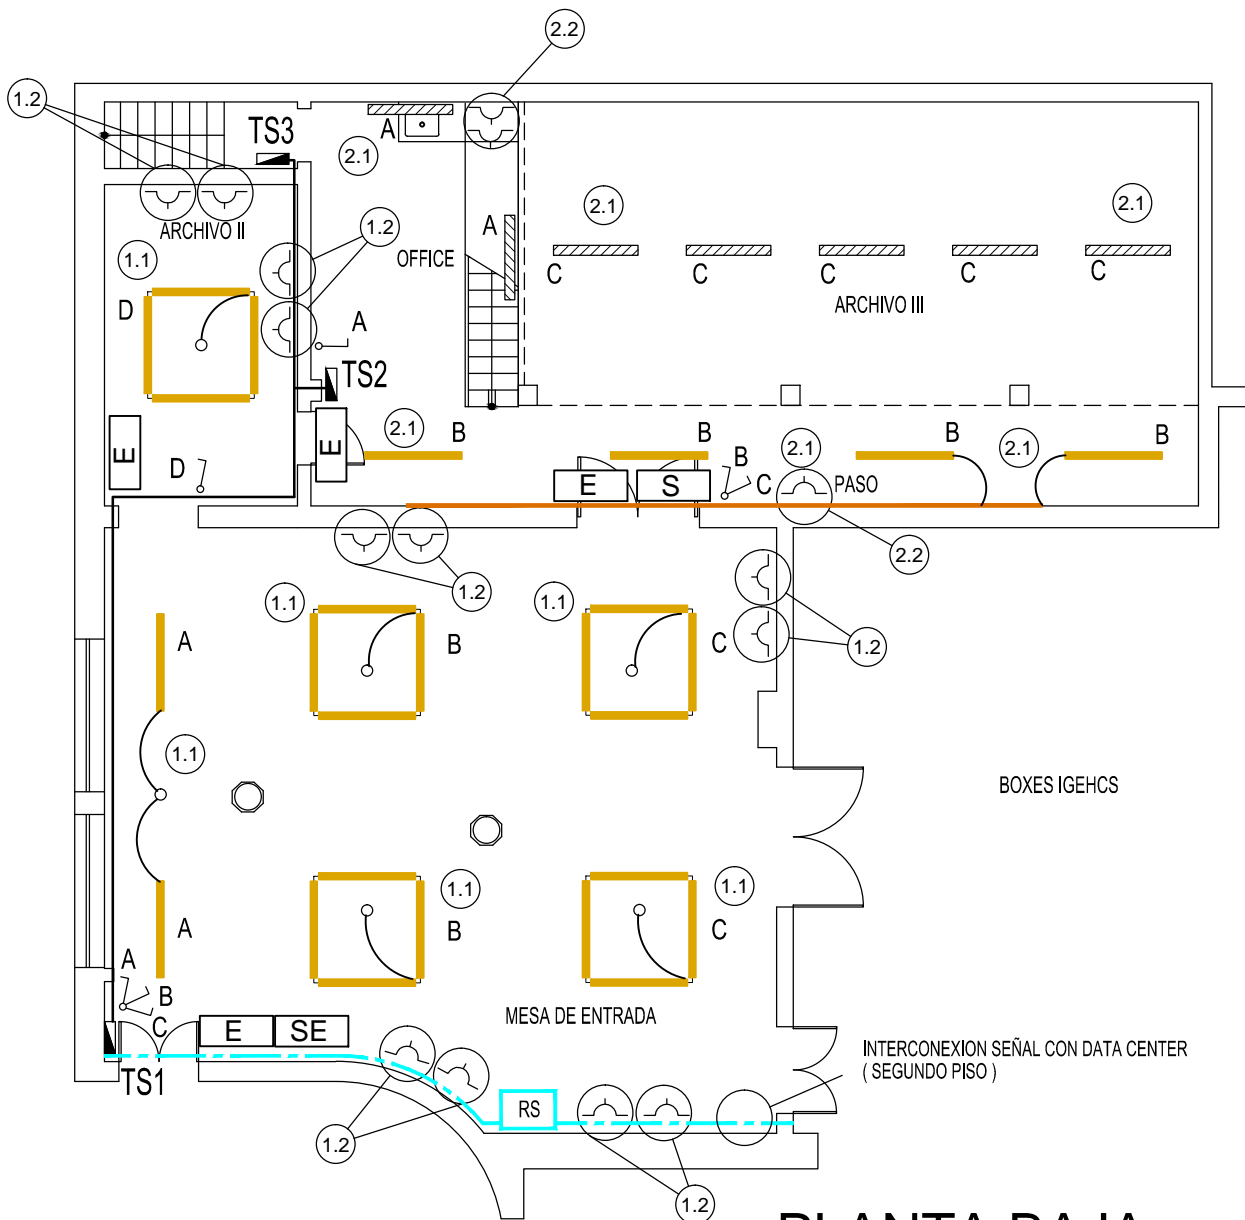 2.2
1.2
TS3
A
2.1
2.1
2.1
ARCHIVO II
1.2
A
1.1
OFFICE
C
C
C
C
C
D
ARCHIVO III
A
TS2
2.1
B
B
2.1
B
2.1
B
E
E
D
E
S
B
C
PASO
2.2
1.2
1.1
1.1
A
B
C
1.2
1.1
BOXES IGEHCS
1.1
1.1
A
B
C
A
B
C
E
SE
MESA DE ENTRADA
INTERCONEXION SEÑAL CON DATA CENTER
( SEGUNDO PISO )
TS1
RS
1.2
1.2
PLANTA BAJA